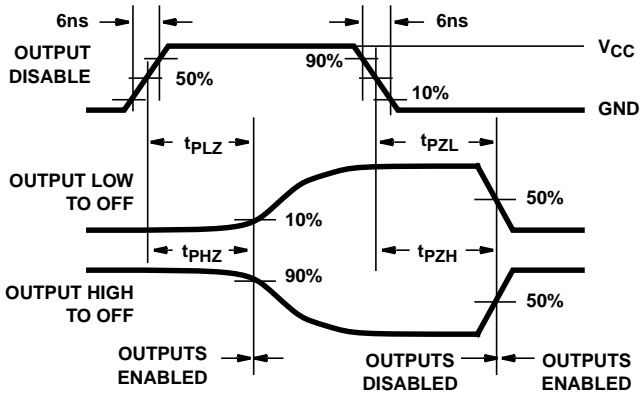 6ns
6ns
OUTPUT
DISABLE
50%
90%
10%
VCC
GND
tPLZ
tPZL
OUTPUT LOW
TO OFF
10%
50%
tPHZ
tPZH
OUTPUT HIGH
TO OFF
90%
50%
OUTPUTS
ENABLED
OUTPUTS
DISABLED
OUTPUTS
ENABLED